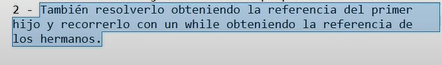 2 - También resolverlo obteniendo la referencia del primer
hijo y recorrerlo con un while obteniendo la referencia de
los hermanos.